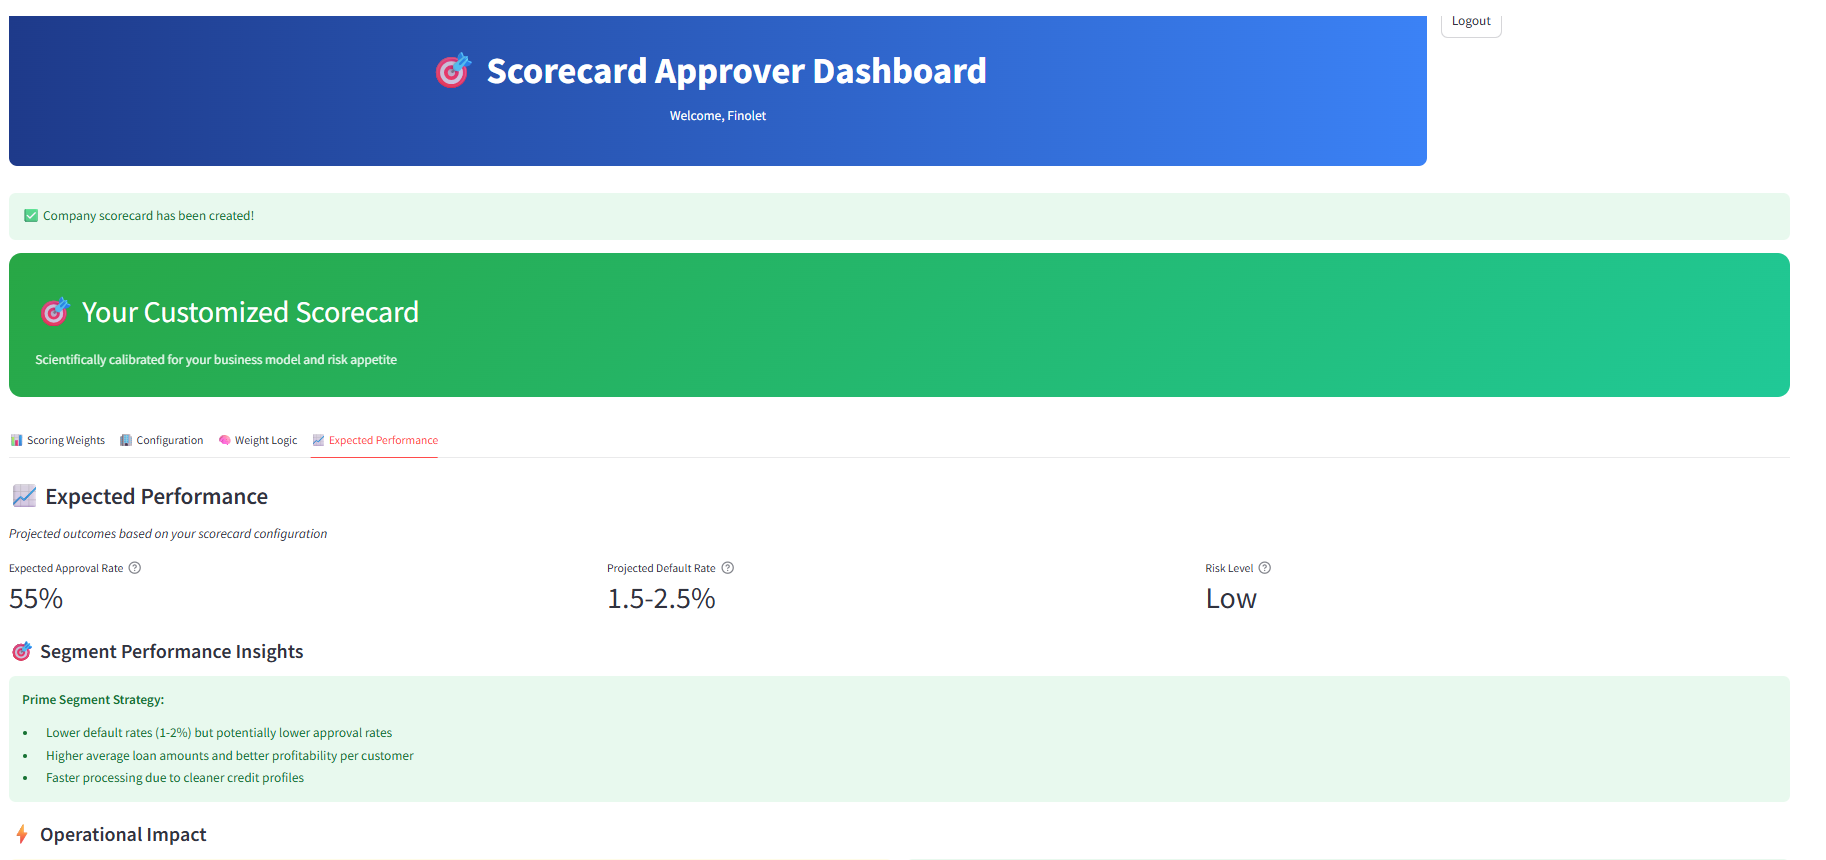 Logout
Scorecard Approver Dashboard
Welcome, Finolet
Company scorecard has been created!
Your Customized Scorecard
Scientifically calibrated for your business model and risk appetite
Scoring Weights Configuration Weight Logic Expected Performance
Expected Performance
Projected outcomes based on your scorecard configuration
Expected Approval Rate Projected Default Rate Risk Level
55% 1.5-2.5% Low
Segment Performance Insights
Prime Segment Strategy:
• Lower default rates (1-2%) but potentially lower approval rates
• Higher average loan amounts and better profitability per customer
• Faster processing due to cleaner credit profiles
Operational Impact